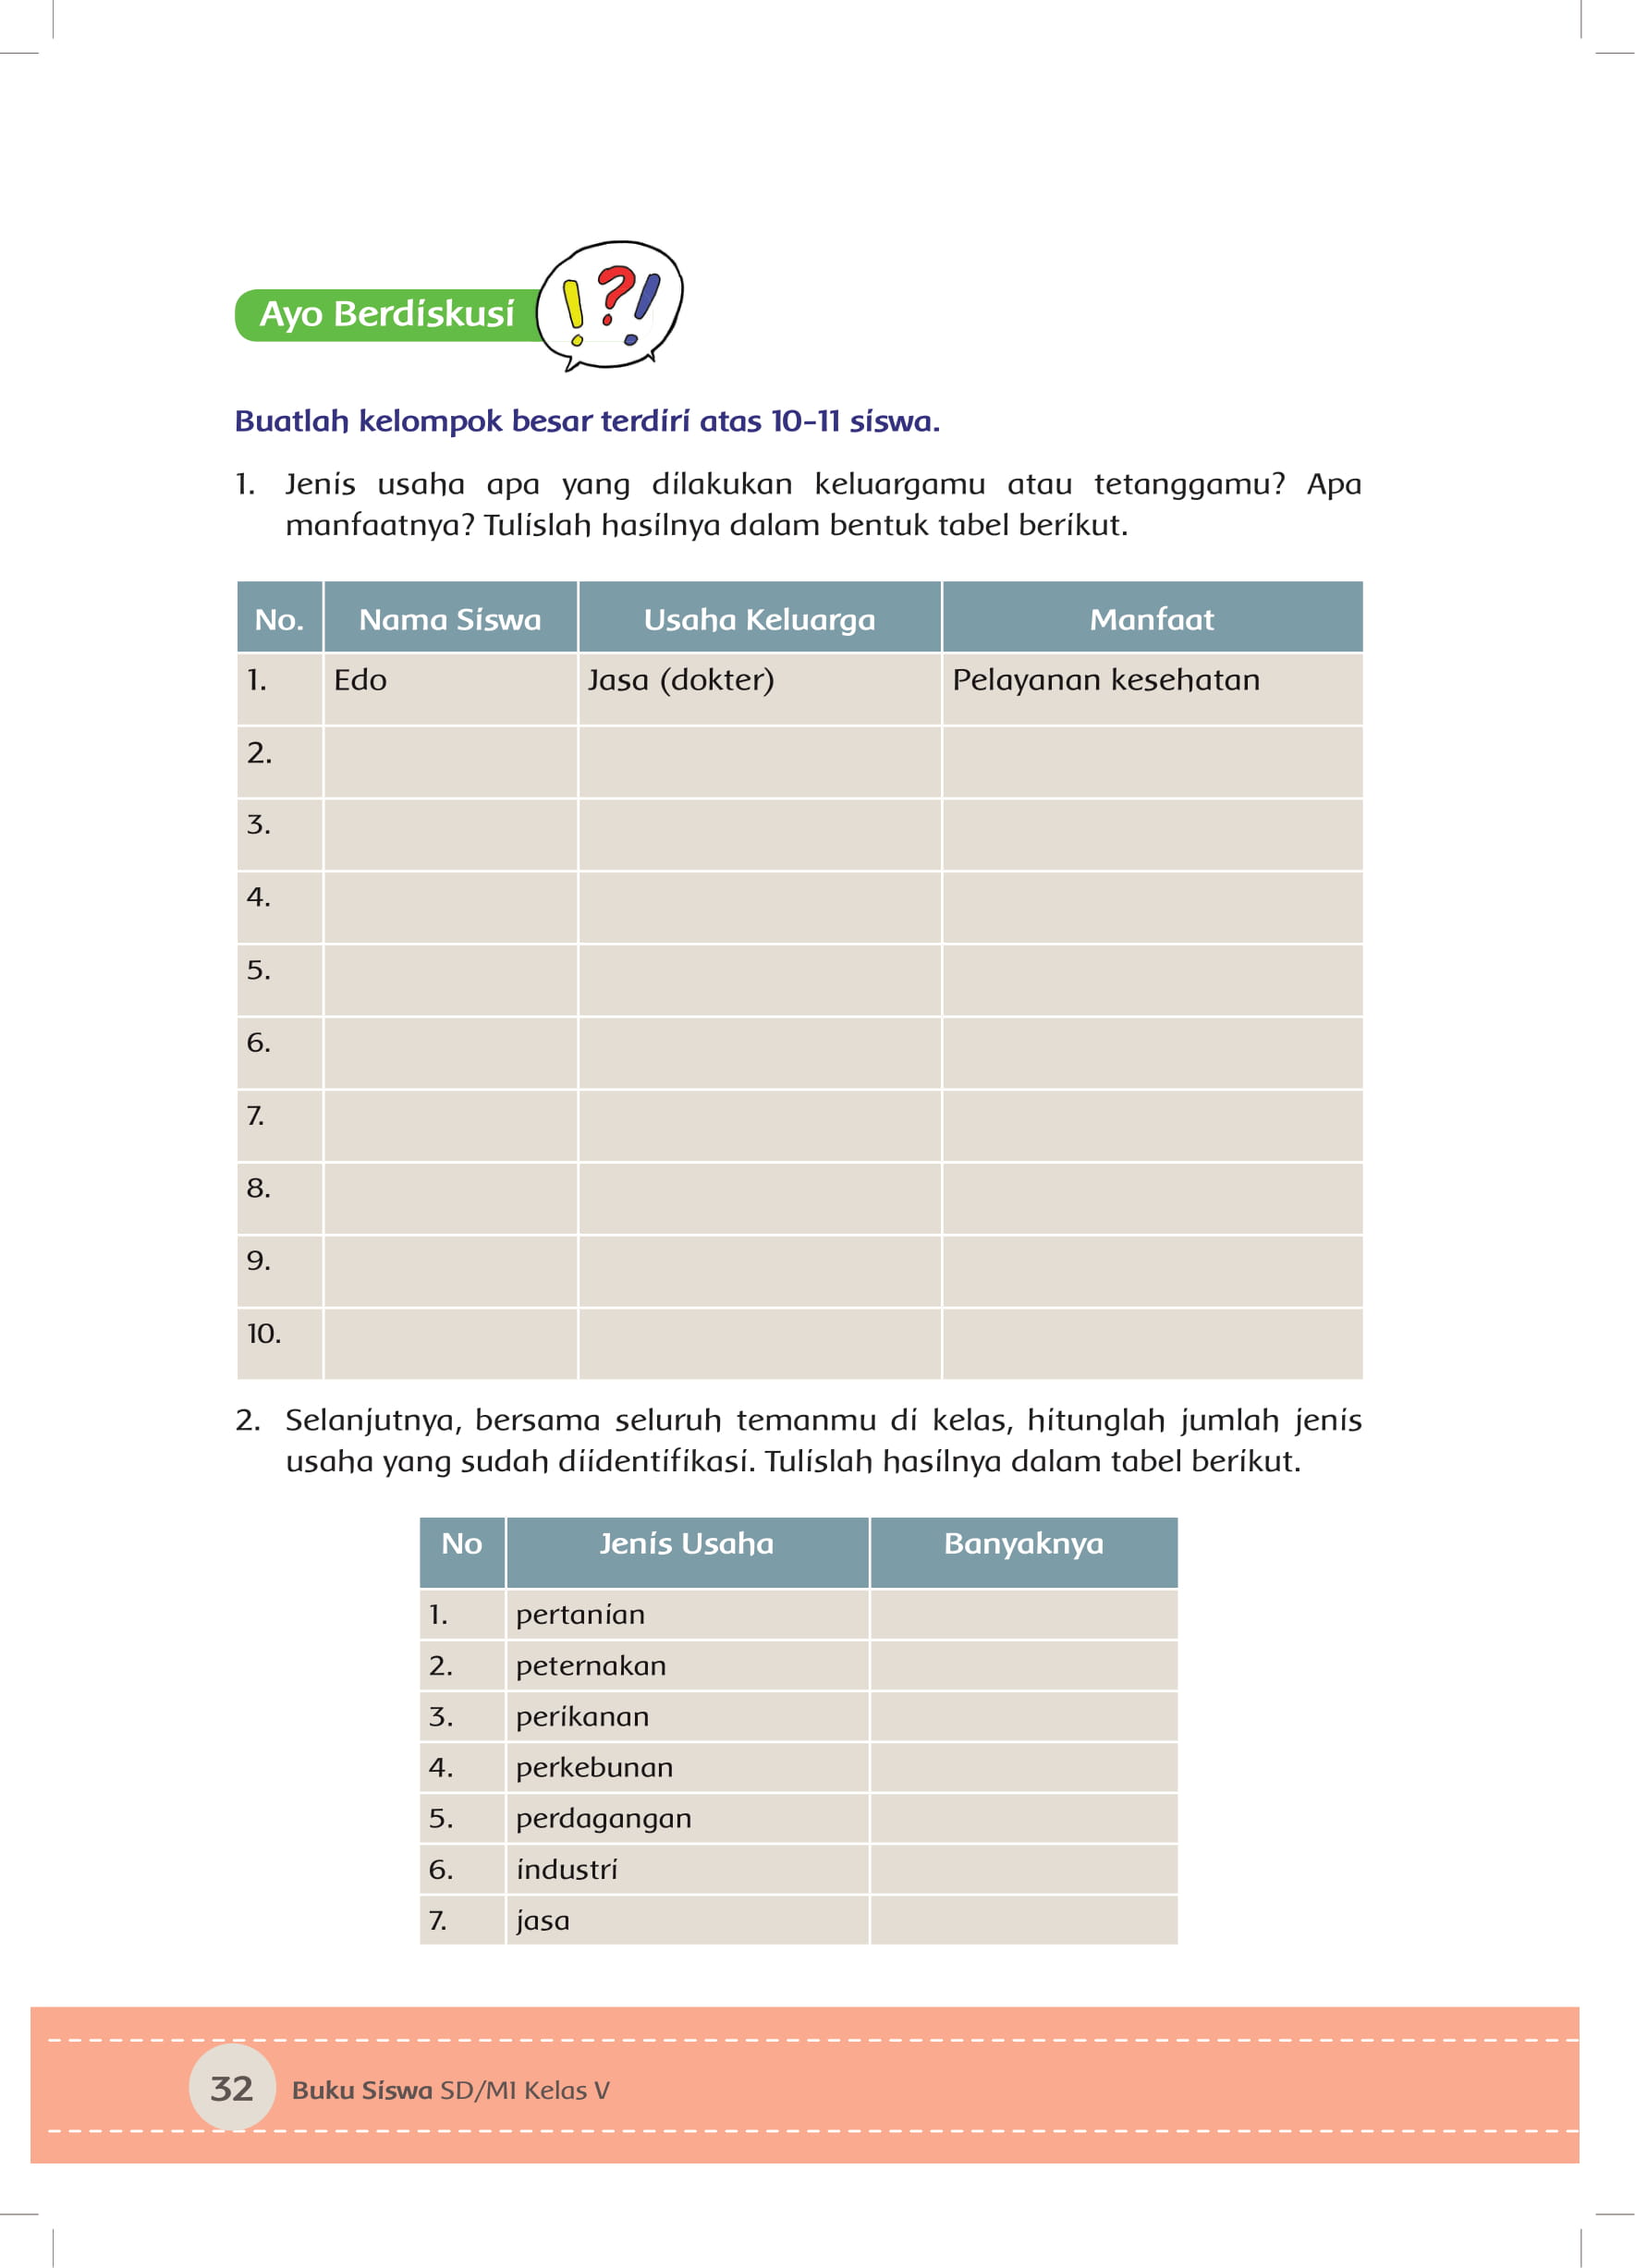 Ayo Berdiskusi
Buatlah kelompok besar terdiri atas 10-11 siswa.
1. Jenis usaha apa yang dilakukan keluargamu atau tetanggamu? Apa
manfaatnya? Tulislah hasilnya dalam bentuk tabel berikut.
No. Nama Siswa Usaha Keluarga Manfaat
1. Edo Jasa (dokter) Pelayanan kesehatan
2.
3.
4.
5.
6.
7.
8.
9.
10.
2. Selanjutnya, bersama seluruh temanmu di kelas, hitunglah jumlah jenis
usaha yang sudah diidentifikasi. Tulislah hasilnya dalam tabel berikut.
No Jenis Usaha Banyaknya
1. pertanian
2. peternakan
3. perikanan
4. perkebunan
5. perdagangan
6. industri
7. jasa
32 Buku Siswa SD/MI Kelas V